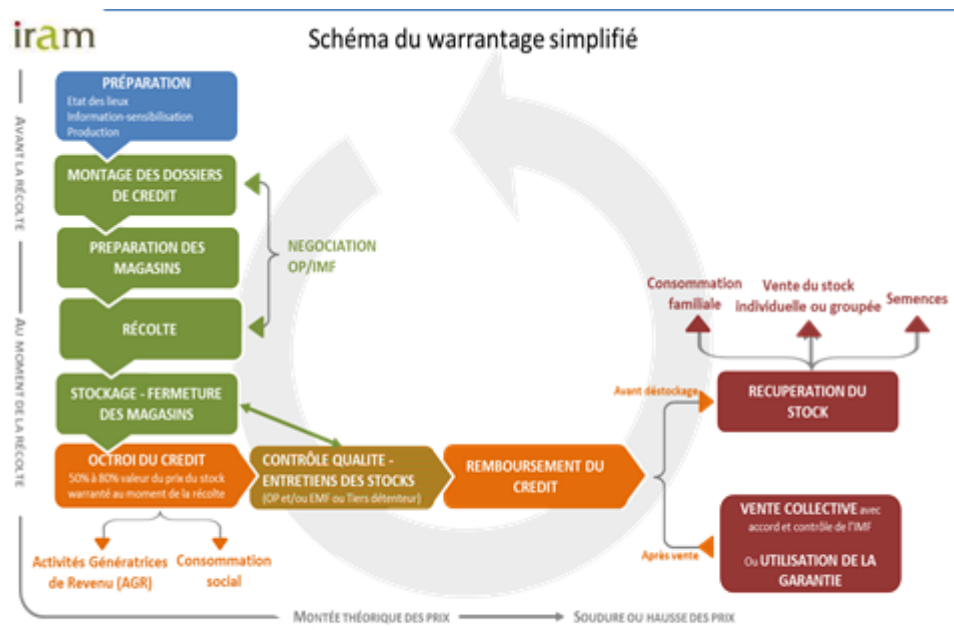 iram
Schéma du warrantage simplifié
AVANT LA RÉCOLTE
AU MOMENT DE LA RÉCOLTE
PRÉPARATION
Etat des lieux
Information-sensibilisation
Production
MONTAGE DES DOSSIERS
DE CREDIT
PREPARATION DES
MAGASINS
RÉCOLTE
NEGOCIATION
OP/IMF
STOCKAGE - FERMETURE
DES MAGASINS
OCTROI DU CREDIT
50% à 80% valeur du prix du stock
warranté au moment de la récolte
Activités Génératrices
de Revenu (AGR)
Consommation
social
CONTRÔLE QUALITE -
ENTRETIENS DES STOCKS
(OP et/ou EMF ou Tiers détenteur)
REMBOURSEMENT DU
CREDIT
Avant déstockage
Après vente
Consommation
familiale
Vente du stock
individuelle ou groupée
Semences
RECUPERATION DU
STOCK
VENTE COLLECTIVE avec
accord et contrôle de l'IMF
Ou UTILISATION DE LA
GARANTIE
MONTÉE THÉORIQUE DES PRIX
SOUDURE OU HAUSSE DES PRIX